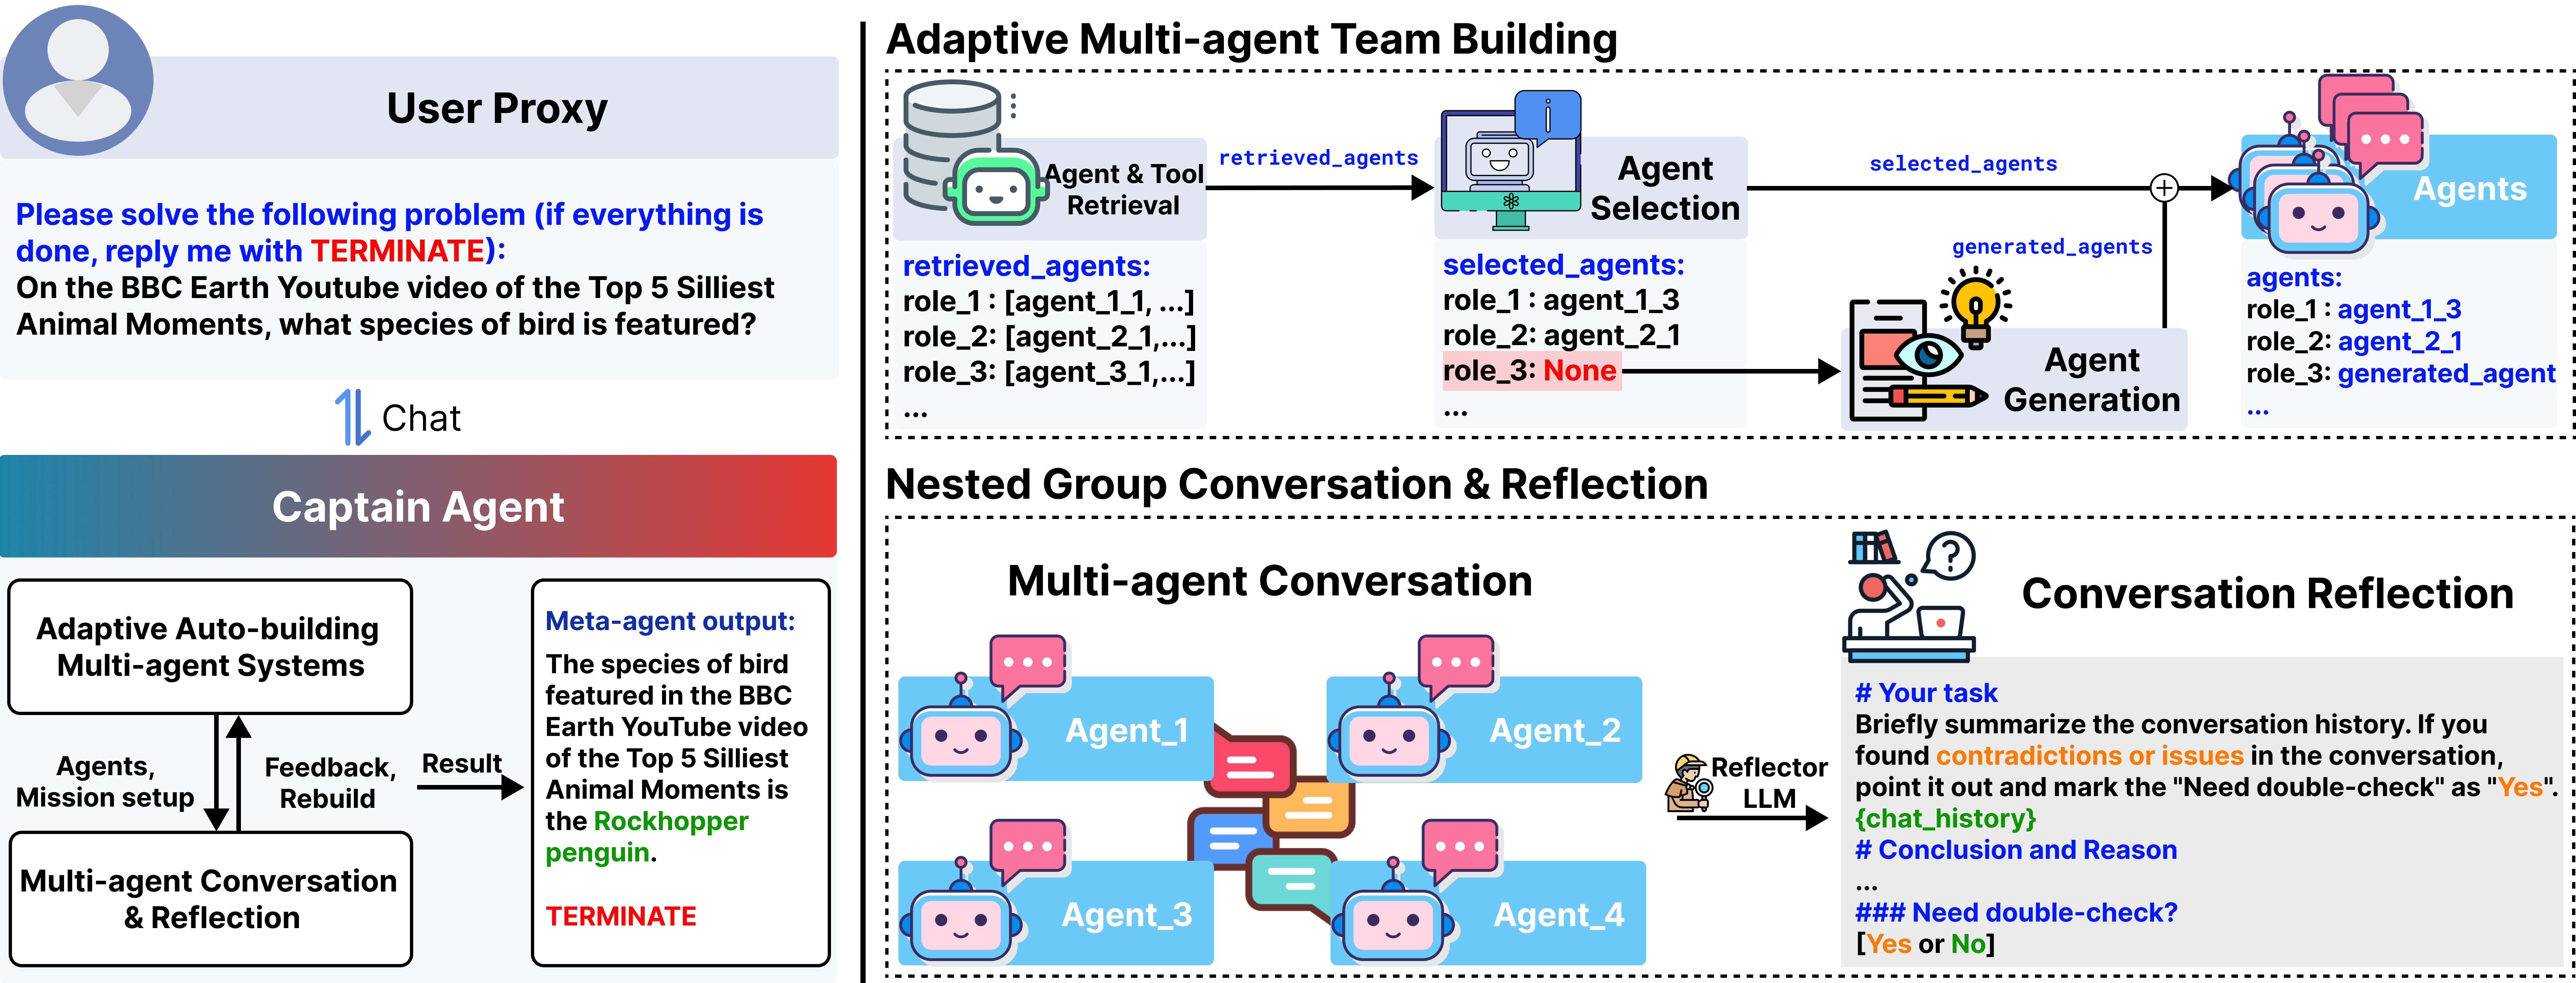 User Proxy
Please solve the following problem (if everything is
done, reply me with TERMINATE):
On the BBC Earth Youtube video of the Top 5 Silliest
Animal Moments, what species of bird is featured?
Chat
Captain Agent
Adaptive Auto-building
Multi-agent Systems
Agents,
Mission setup
Feedback,
Rebuild
Multi-agent Conversation
& Reflection
Result
Meta-agent output:
The species of bird
featured in the BBC
Earth YouTube video
of the Top 5 Silliest
Animal Moments is
the Rockhopper
penguin.
TERMINATE
Adaptive Multi-agent Team Building
Agent & Tool
Retrieval
retrieved_agents:
role_1 : [agent_1_1, ...]
role_2: [agent_2_1,...]
role_3: [agent_3_1,...]
...
retrieved_agents
i
Agent
Selection
selected_agents:
role_1 : agent_1_3
role_2: agent_2_1
role_3: None
...
selected_agents
generated_agents
Agent
Generation
Agents
agents:
role_1 : agent_1_3
role_2: agent_2_1
role_3: generated_agent
...
Nested Group Conversation & Reflection
Multi-agent Conversation
Agent_1
Agent_2
Agent_3
Agent_4
Reflector
LLM
?
Conversation Reflection
# Your task
Briefly summarize the conversation history. If you
found contradictions or issues in the conversation,
point it out and mark the "Need double-check" as "Yes".
{chat_history}
# Conclusion and Reason
...
### Need double-check?
[Yes or No]